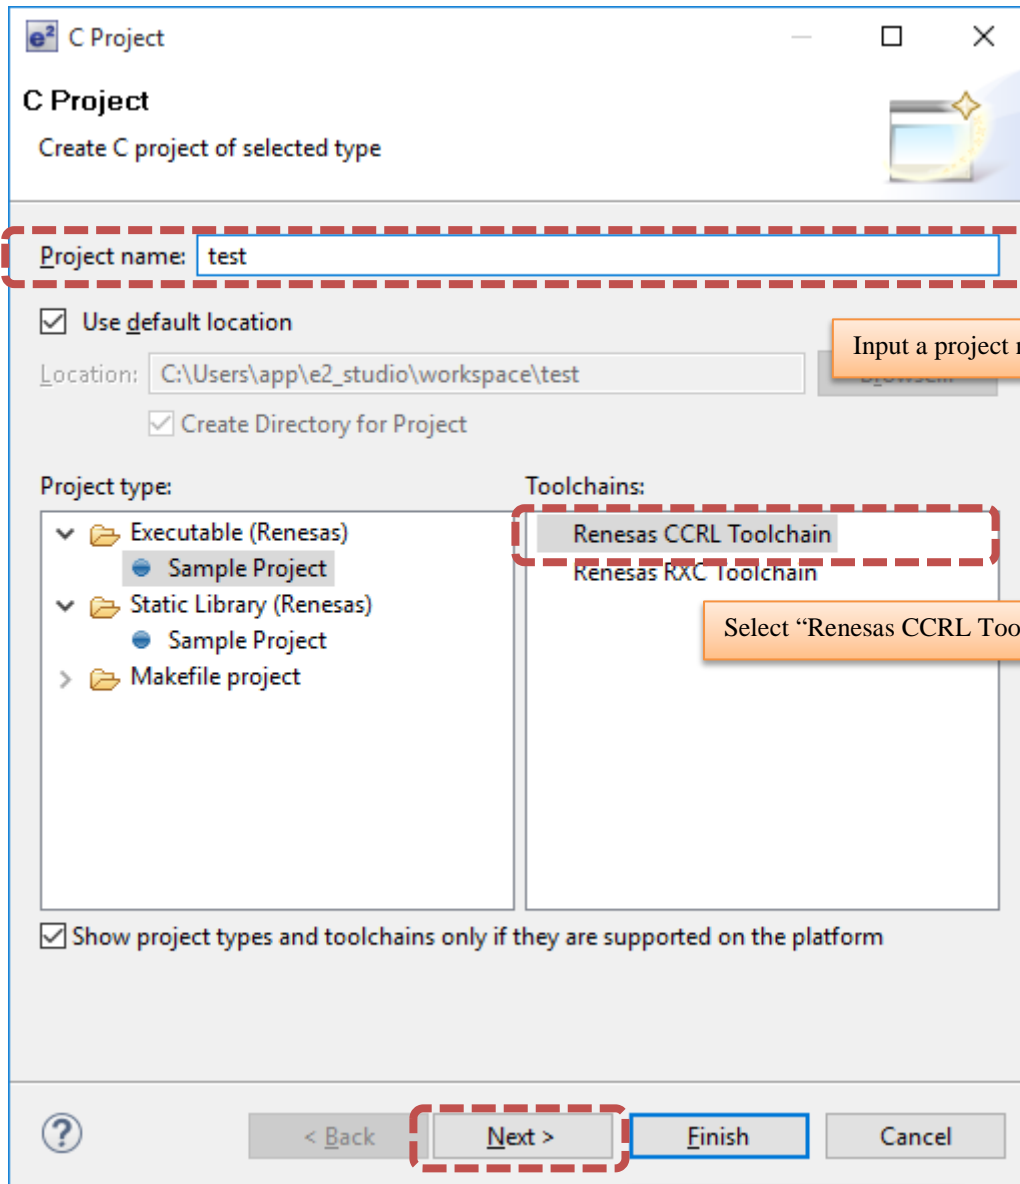 e² C Project
C Project
Create C project of selected type
Project name: test
Use default location
Input a project
Location: C:\Users\app\e2_studio\workspace\test
Create Directory for Project
Project type: Toolchains:
Executable (Renesas) Renesas CCRL Toolchain
Sample Project Renesas RXC Toolchain
Static Library (Renesas)
Select “Renesas CCRL Too
Sample Project
Makefile project
Show project types and toolchains only if they are supported on the platform
? < Back Next > Finish Cancel